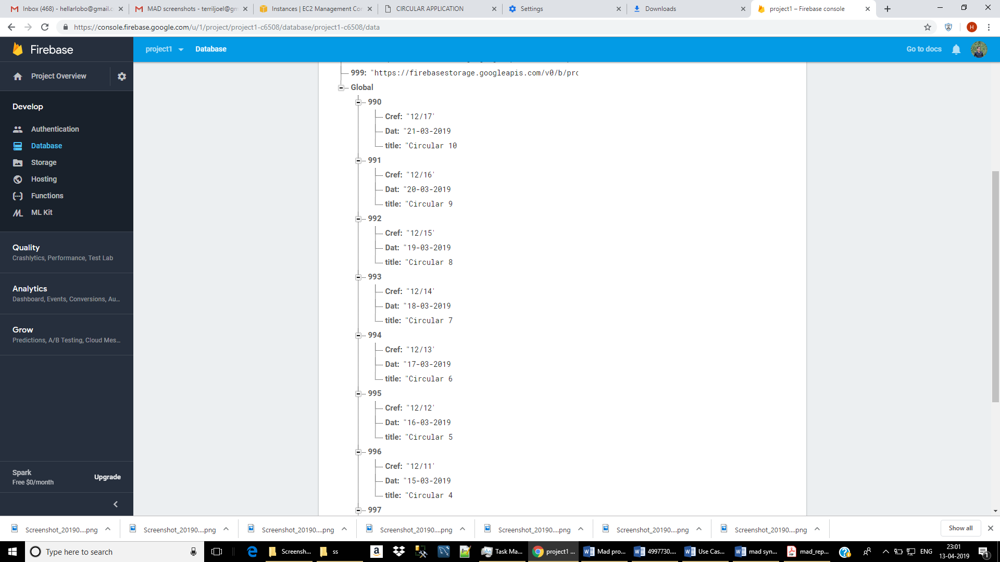 Inbox (468) - hellarlobo@gmail.c
MAD screenshots - terriljoel@gm
Instances | EC2 Management Con
CIRCULAR APPLICATION
Settings
Downloads
project1 – Firebase console
https://console.firebase.google.com/u/1/project/project1-c6508/database/project1-c6508/data
H
Firebase
project1
Database
Go to docs
Project Overview
Develop
Authentication
Database
Storage
Hosting
Functions
ML Kit
Quality
Crashlytics, Performance, Test Lab
Analytics
Dashboard, Events, Conversions, Au...
Grow
Predictions, A/B Testing, Cloud Mes...
Spark
Free $0/month
Upgrade
999: "https://firebasestorage.googleapis.com/v0/b/pro
Global
990
Cref: "12/17"
Dat: "21-03-2019
title: "Circular 10
991
Cref: "12/16"
Dat: "20-03-2019
title: "Circular 9
992
Cref: "12/15"
Dat: "19-03-2019
title: "Circular 8
993
Cref: "12/14"
Dat: "18-03-2019
title: "Circular 7
994
Cref: "12/13"
Dat: "17-03-2019
title: "Circular 6
995
Cref: "12/12"
Dat: "16-03-2019
title: "Circular 5
996
Cref: "12/11"
Dat: "15-03-2019
title: "Circular 4
997
Screenshot_20190....png
Screenshot_20190....png
Screenshot_20190....png
Screenshot_20190....png
Screenshot_20190....png
Screenshot_20190....png
Screenshot_20190....png
Show all
Type here to search
Screensh...
ss
Task Ma...
project1 ...
Mad pro...
4997730....
Use Cas...
mad syn...
mad_rep...
ENG
23:01
13-04-2019
1